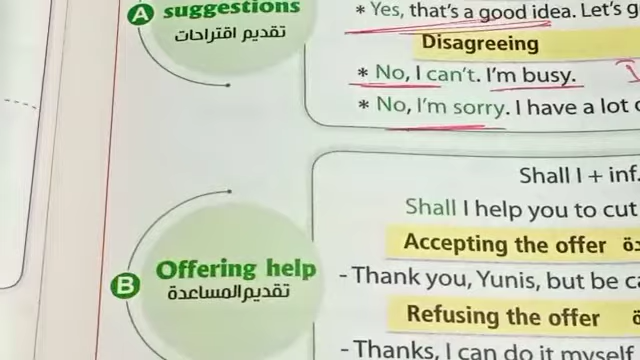 A suggestions
تقديم اقتراحات
* Yes, that's a good idea. Let's g
Disagreeing
* No, I can't. I'm busy.
* No, I'm sorry. I have a lot
Shall I + inf.
Shall I help you to cut
Accepting the offer
B Offering help
تقديم المساعدة
- Thank you, Yunis, but be ca
Refusing the offer
- Thanks, I can do it myself